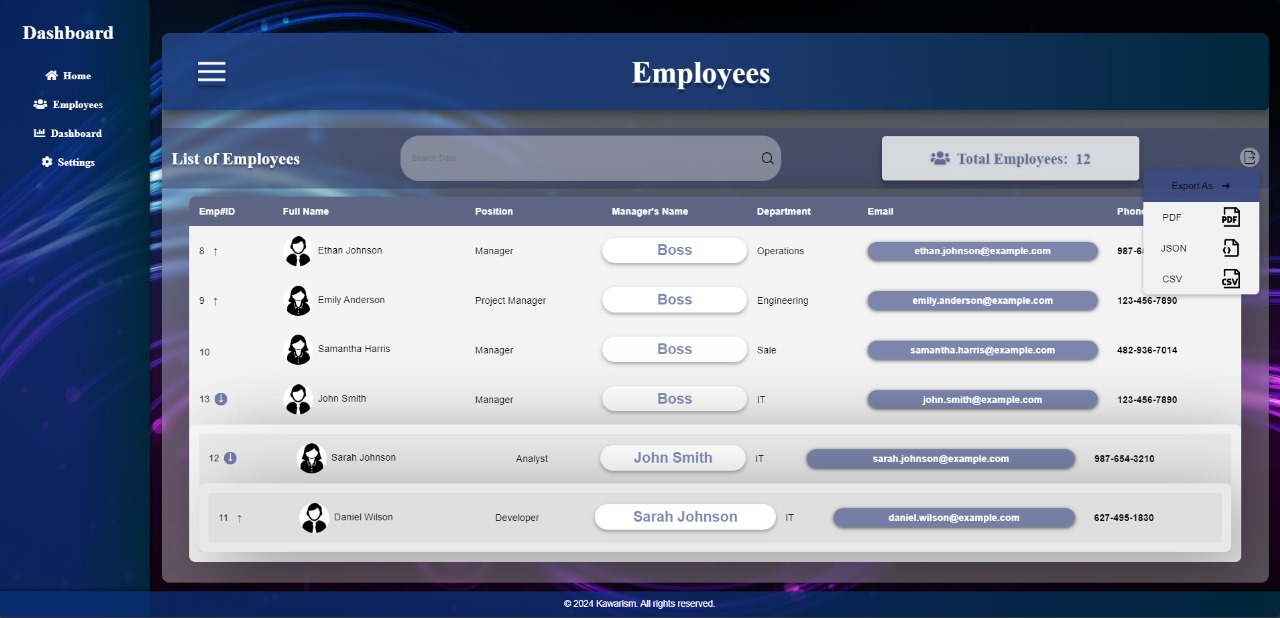 Dashboard
Home
Employees
Dashboard
Settings
Employees
List of Employees
Search Data...
Total Employees: 12
Export As →
PDF PDF
JSON {}
CSV CSV
Emp#ID Full Name Position Manager's Name Department Email Phone
8 ↑ Ethan Johnson Manager Boss Operations ethan.johnson@example.com 987-6
9 ↑ Emily Anderson Project Manager Boss Engineering emily.anderson@example.com 123-456-7890
10 Samantha Harris Manager Boss Sale samantha.harris@example.com 482-936-7014
13 John Smith Manager Boss IT john.smith@example.com 123-456-7890
12 Sarah Johnson Analyst John Smith IT sarah.johnson@example.com 987-654-3210
11 ↑ Daniel Wilson Developer Sarah Johnson IT daniel.wilson@example.com 627-495-1830
© 2024 Kawarism. All rights reserved.